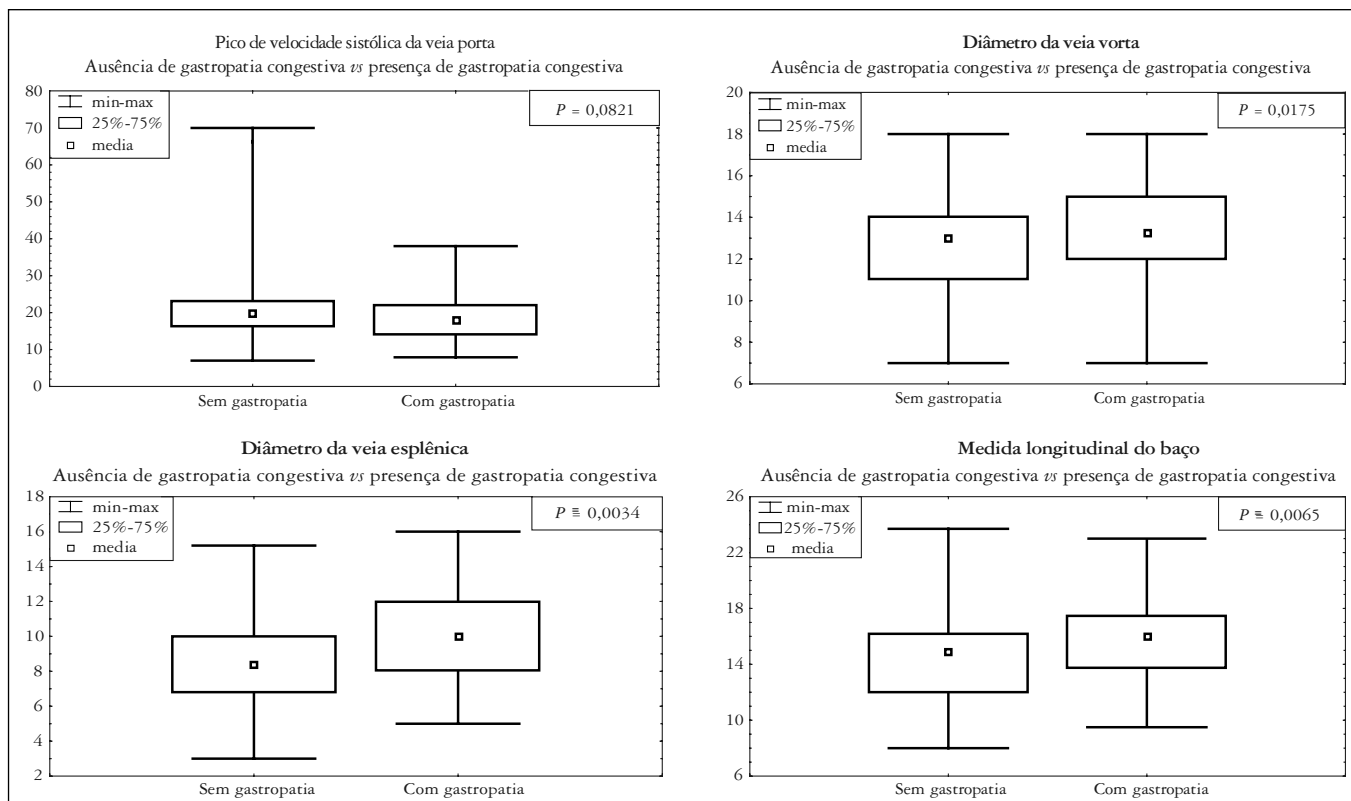 Pico de velocidade sistólica da veia porta
Ausência de gastropatia congestiva vs presença de gastropatia congestiva
min-max
25%-75%
media
P = 0,0821
80
70
60
50
40
30
20
10
0
Sem gastropatia
Com gastropatia
Diâmetro da veia vorta
Ausência de gastropatia congestiva vs presença de gastropatia congestiva
min-max
25%-75%
media
P = 0,0175
20
18
16
14
12
10
8
6
Sem gastropatia
Com gastropatia
Diâmetro da veia esplênica
Ausência de gastropatia congestiva vs presença de gastropatia congestiva
min-max
25%-75%
media
P ≡ 0,0034
18
16
14
12
10
8
6
4
2
Sem gastropatia
Com gastropatia
Medida longitudinal do baço
Ausência de gastropatia congestiva vs presença de gastropatia congestiva
min-max
25%-75%
media
P ≡ 0,0065
26
22
18
14
10
6
Sem gastropatia
Com gastropatia